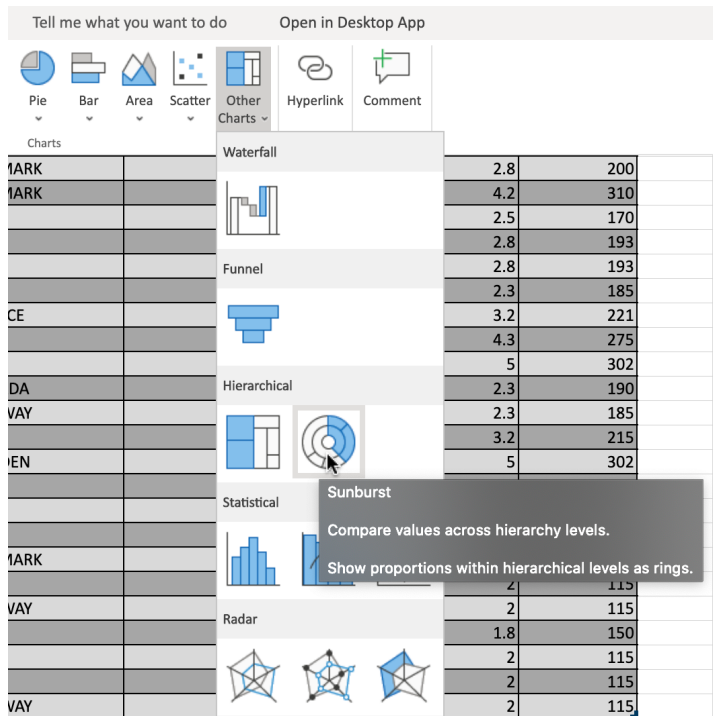 Tell me what you want to do Open in Desktop App
Pie Bar Area Scatter Other Charts Hyperlink Comment
Charts
Waterfall
MARK 2.8 200
MARK 4.2 310
2.5 170
2.8 193
Funnel
2.8 193
2.3 185
CE 3.2 221
4.3 275
5 302
Hierarchical
DA 2.3 190
WAY 2.3 185
3.2 215
DEN 5 302
Sunburst
Statistical
Compare values across hierarchy levels.
Show proportions within hierarchical levels as rings.
MARK
2 115
WAY 2 115
Radar
1.8 150
2 115
2 115
WAY 2 115